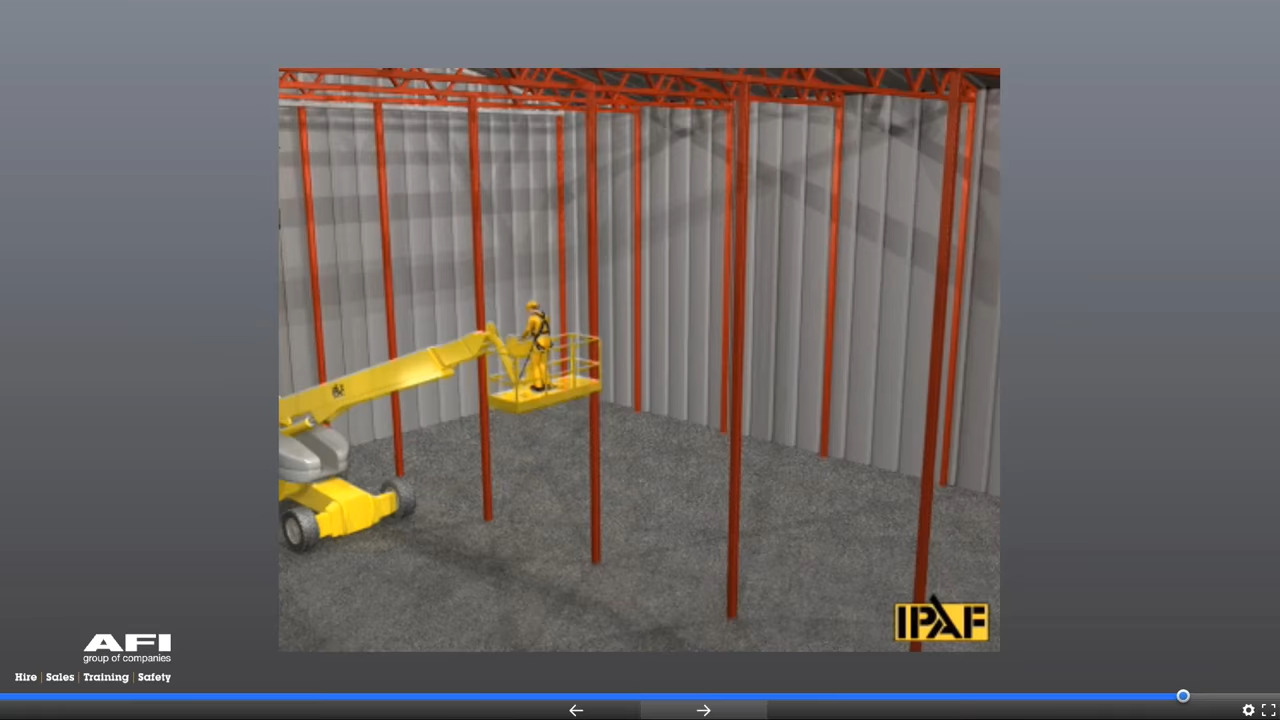 IPAF
AFI
group of companies
Hire | Sales | Training | Safety